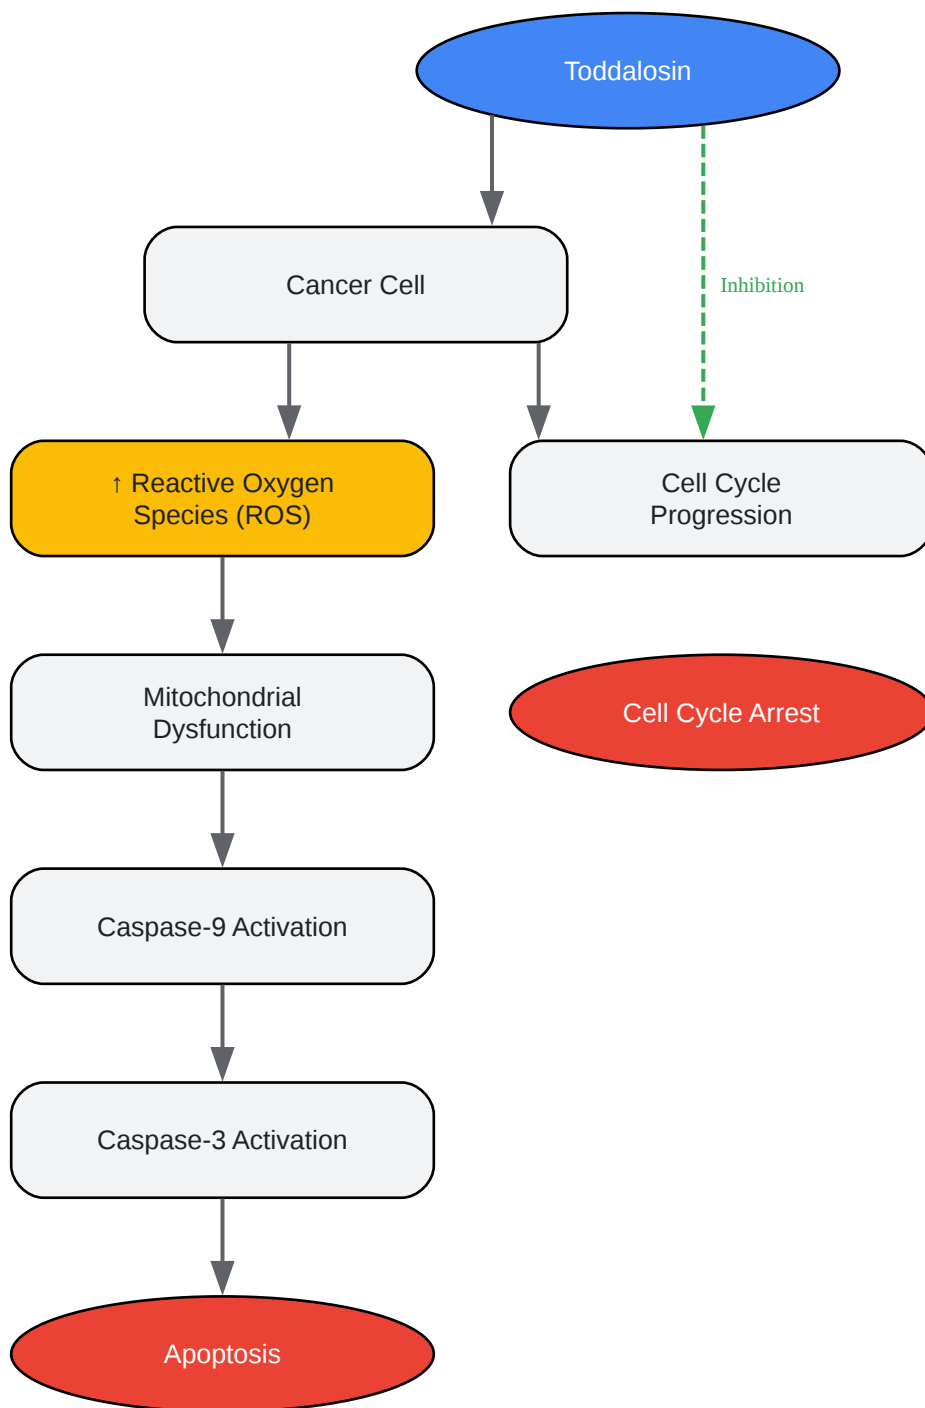 Toddalosin
Cancer Cell
Inhibition
↑ Reactive Oxygen
Species (ROS)
Cell Cycle
Progression
Mitochondrial
Dysfunction
Cell Cycle Arrest
Caspase-9 Activation
Caspase-3 Activation
Apoptosis